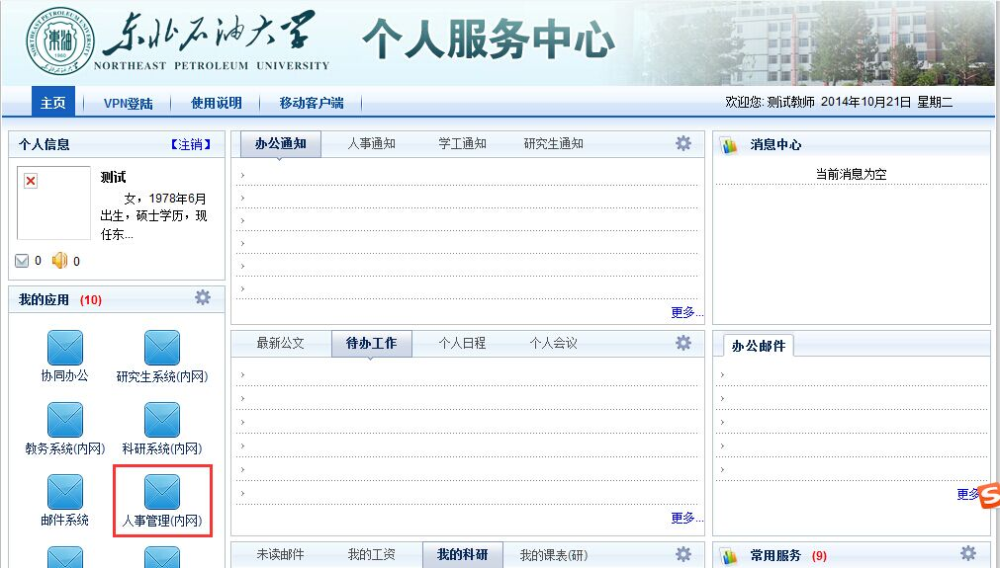 东北石油大学
NORTHEAST PETROLEUM UNIVERSITY
个人服务中心
主页 VPN登陆 使用说明 移动客户端
欢迎您: 测试教师 2014年10月21日 星期二
个人信息 【注销】
测试
女，1978年6月
出生，硕士学历，现
任东...
0 0
我的应用 (10)
协同办公 研究生系统(内网)
教务系统(内网) 科研系统(内网)
邮件系统 人事管理(内网)
办公通知 人事通知 学工通知 研究生通知
更多...
最新公文 待办工作 个人日程 个人会议
更多...
未读邮件 我的工资 我的科研 我的课表(研)
消息中心
当前消息为空
办公邮件
更多
常用服务 (9)